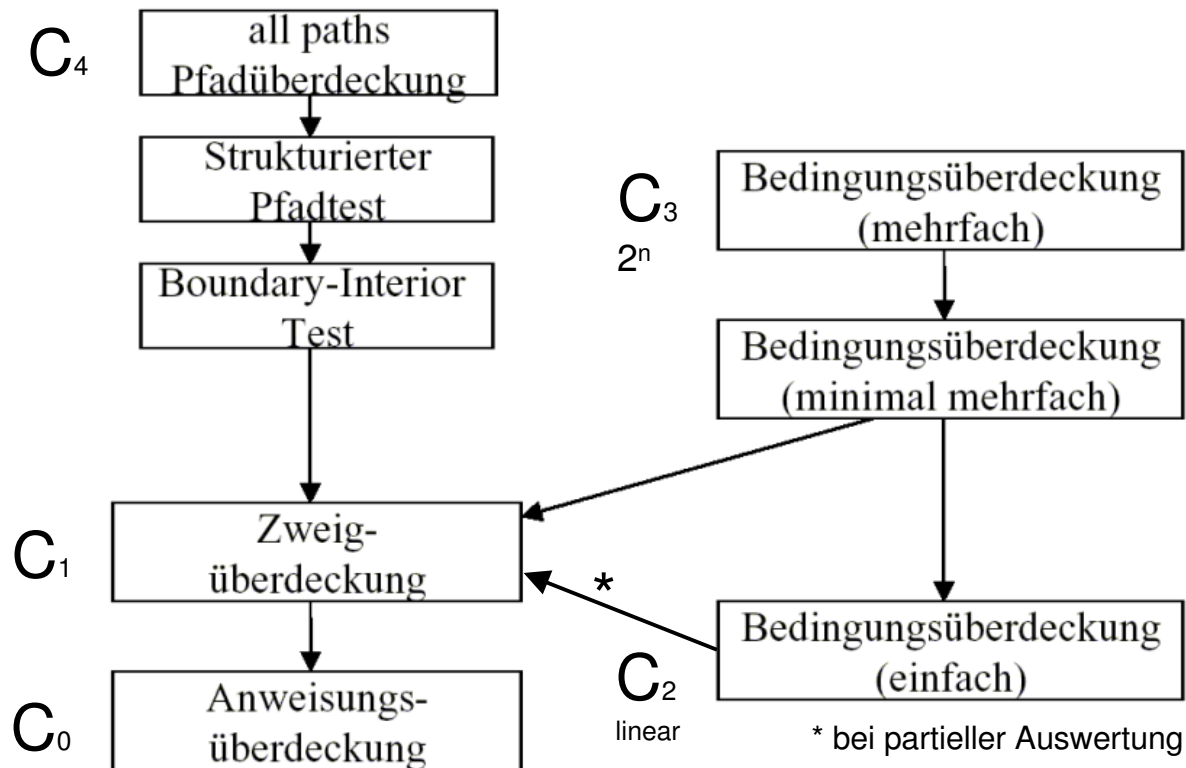 C₄
all paths
Pfadüberdeckung
Strukturierter
Pfadtest
Boundary-Interior
Test
C₃
2ⁿ
Bedingungsüberdeckung
(mehrfach)
Bedingungsüberdeckung
(minimal mehrfach)
C₁
Zweig-
überdeckung
*
C₂
linear
Bedingungsüberdeckung
(einfach)
C₀
Anweisungs-
überdeckung
* bei partieller Auswertung